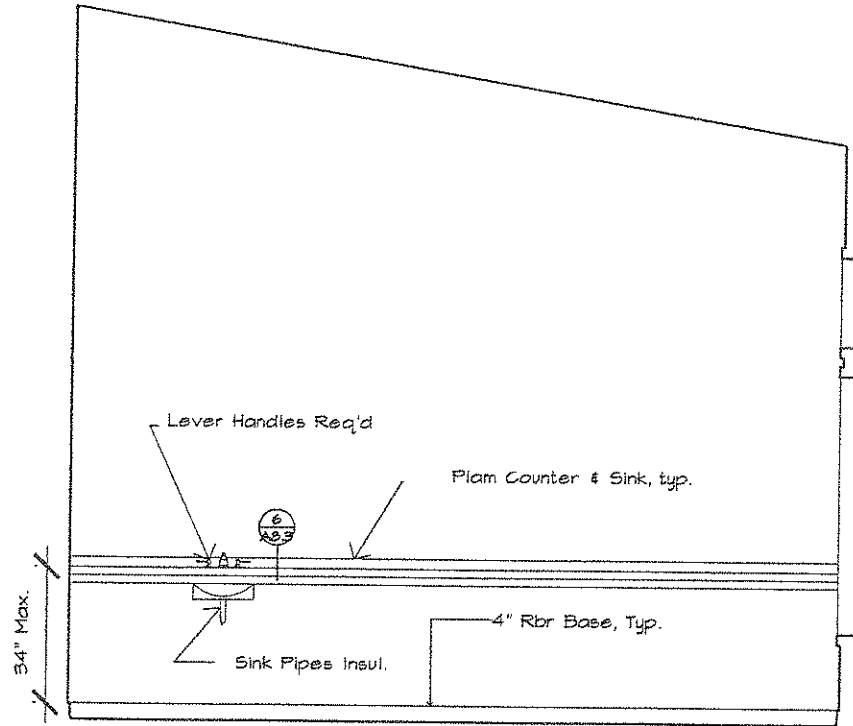 Lever Handles Req'd
Plam Counter & Sink, typ.
6
A8.3
34" Max.
4" Rbr Base, Typ.
Sink Pipes Insul.